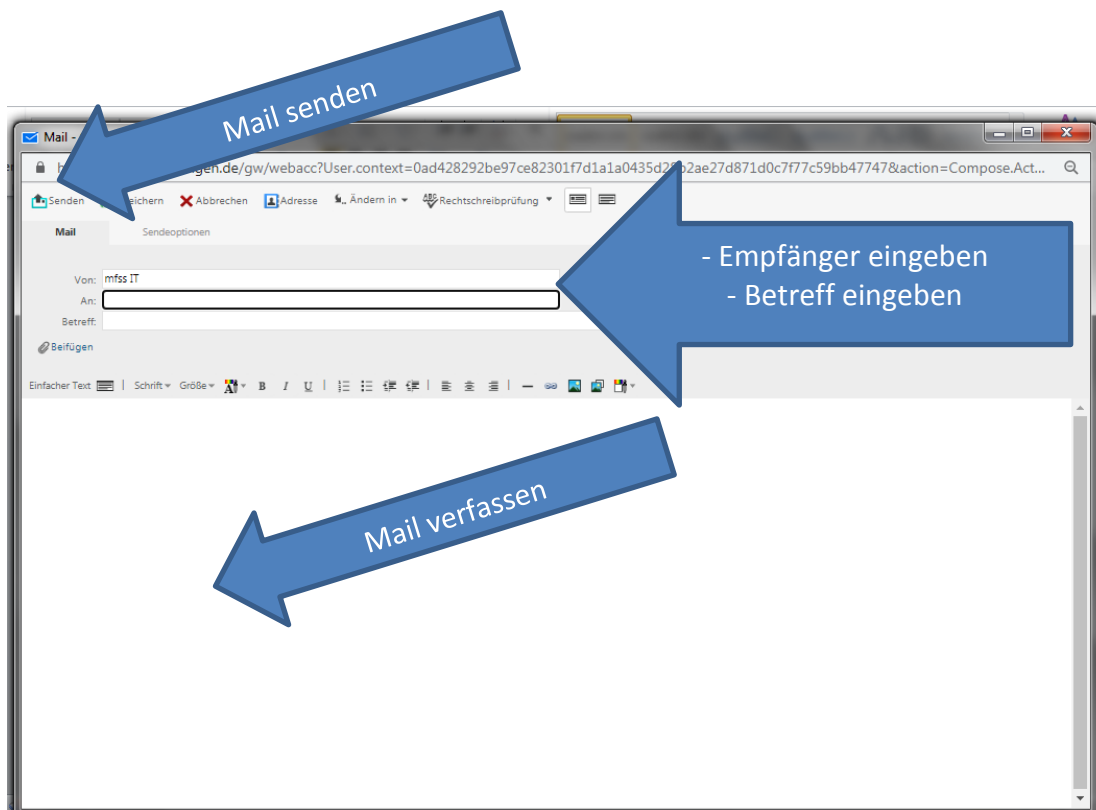 Mail senden
Mail -
gen.de/gw/webacc?User.context=0ad428292be97ce82301f7d1a1a0435d2 b2ae27d871d0c7f77c59bb47747&action=Compose.Act...
Senden eichern Abbrechen Adresse Ändern in Rechtschreibprüfung
Mail Sendeoptionen
- Empfänger eingeben
- Betreff eingeben
Von: mfss IT
An:
Betreff:
Beifügen
Einfacher Text | Schrift Größe B I U
Mail verfassen